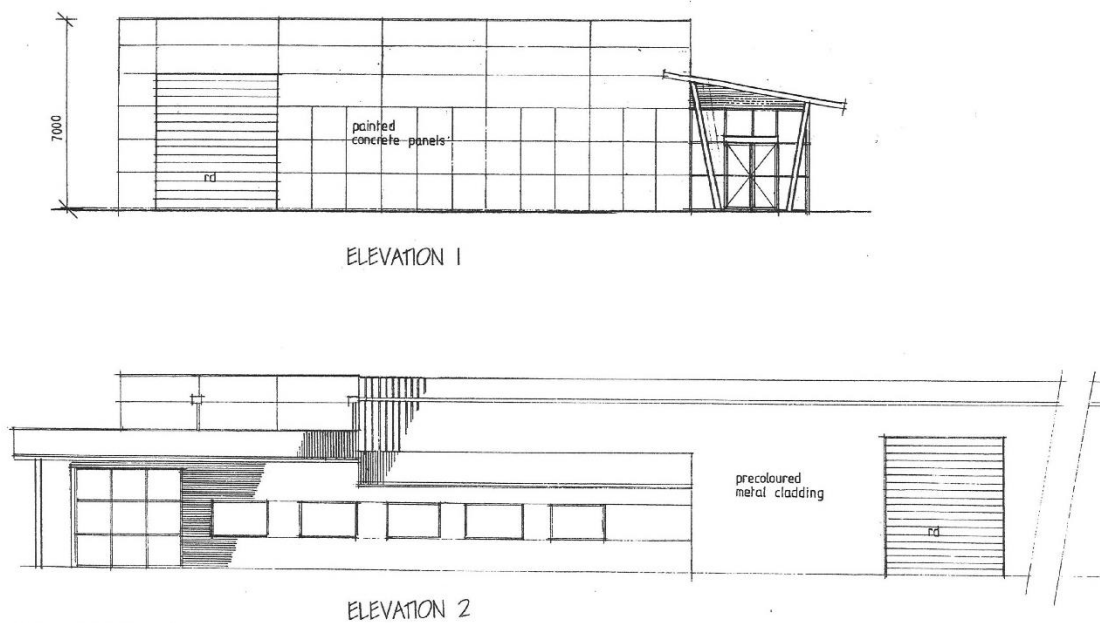 7000
painted
concrete panels
rd
ELEVATION 1
precoloured
metal cladding
rd
ELEVATION 2